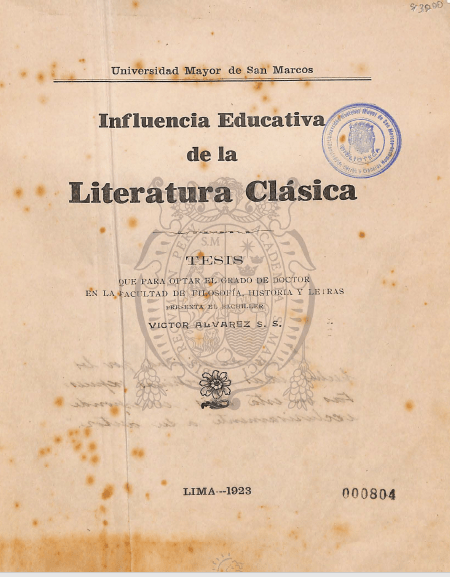 Universidad Mayor de San Marcos
Influencia Educativa
de la
Literatura Clásica
TESIS
QUE PARA OPTAR EL GRADO DE DOCTOR
EN LA FACULTAD DE FILOSOFÍA, HISTORIA Y LETRAS
PRESENTA EL BACHILLER
VICTOR ALVAREZ S. S.
LIMA---1923
000804